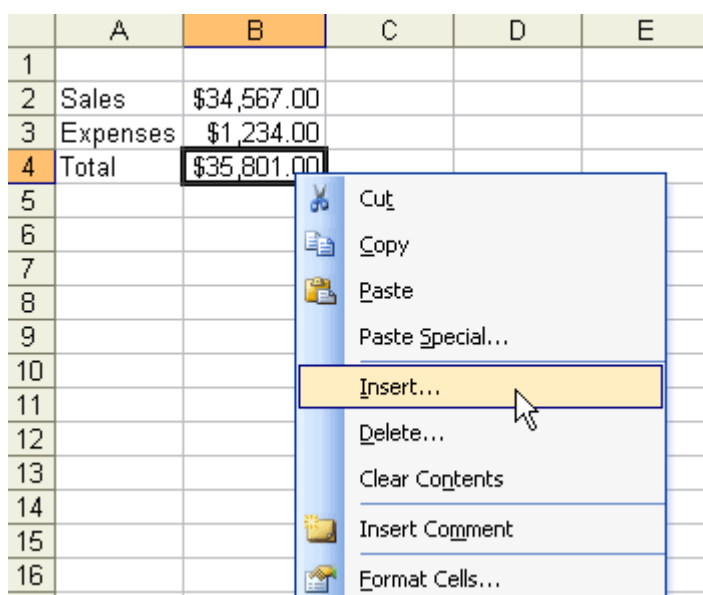 A B C D E
1
2 Sales $34,567.00
3 Expenses $1,234.00
4 Total $35,801.00
5
6
7
8
9
10
11
12
13
14
15
16
Cut
Copy
Paste
Paste Special...
Insert...
Delete...
Clear Contents
Insert Comment
Format Cells...